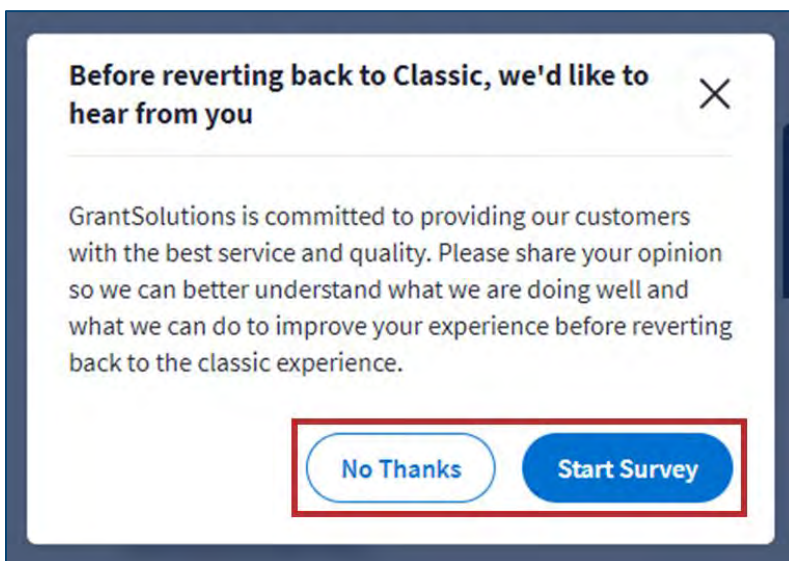 Before reverting back to Classic, we'd like to
hear from you
GrantSolutions is committed to providing our customers
with the best service and quality. Please share your opinion
so we can better understand what we are doing well and
what we can do to improve your experience before reverting
back to the classic experience.
No Thanks
Start Survey